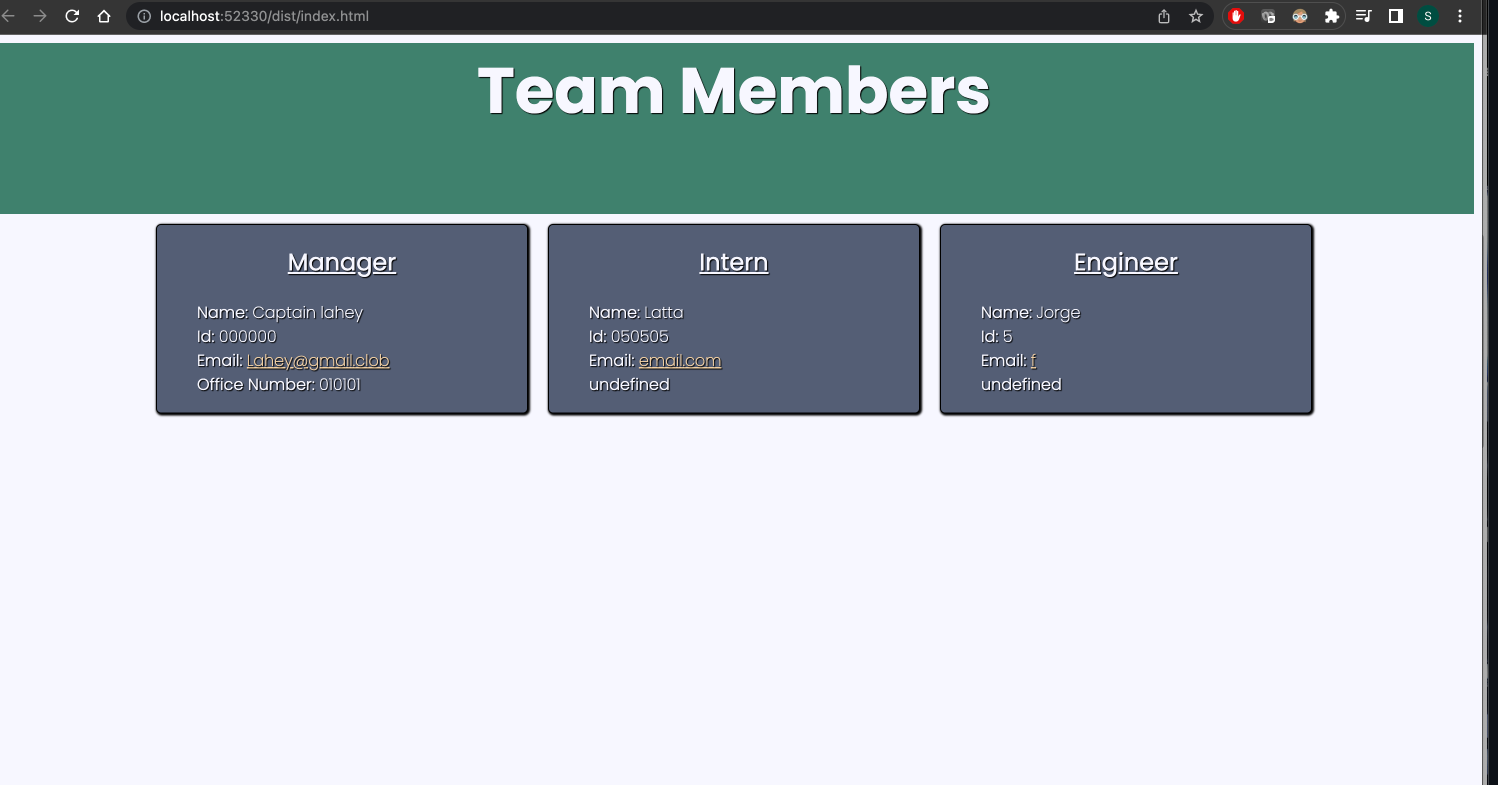 localhost:52330/dist/index.html
S
Team Members
Manager
Name: Captain lahey
Id: 000000
Email: Lahey@gmail.clob
Office Number: 010101
Intern
Name: Latta
Id: 050505
Email: email.com
undefined
Engineer
Name: Jorge
Id: 5
Email: f
undefined